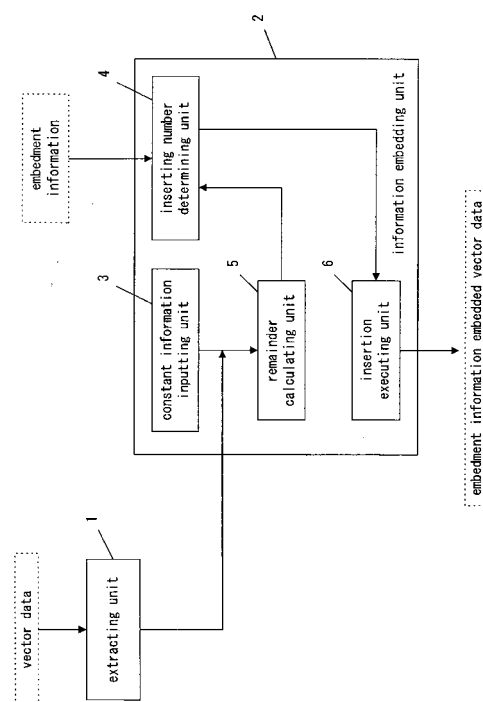 vector data
1
extracting unit
embedment
information
2
3
constant information
inputting unit
4
inserting number
determining unit
5
remainder
calculating unit
6
insertion
executing unit
information embedding unit
embedment information embedded vector data